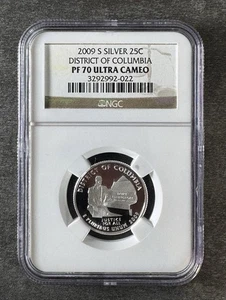 2009 S SILVER 25C
DISTRICT OF COLUMBIA
PF 70 ULTRA CAMEO
3292992-022
NGC
DISTRICT OF COLUMBIA
JUSTICE
FOR ALL
E PLURIBUS UNUM 2009